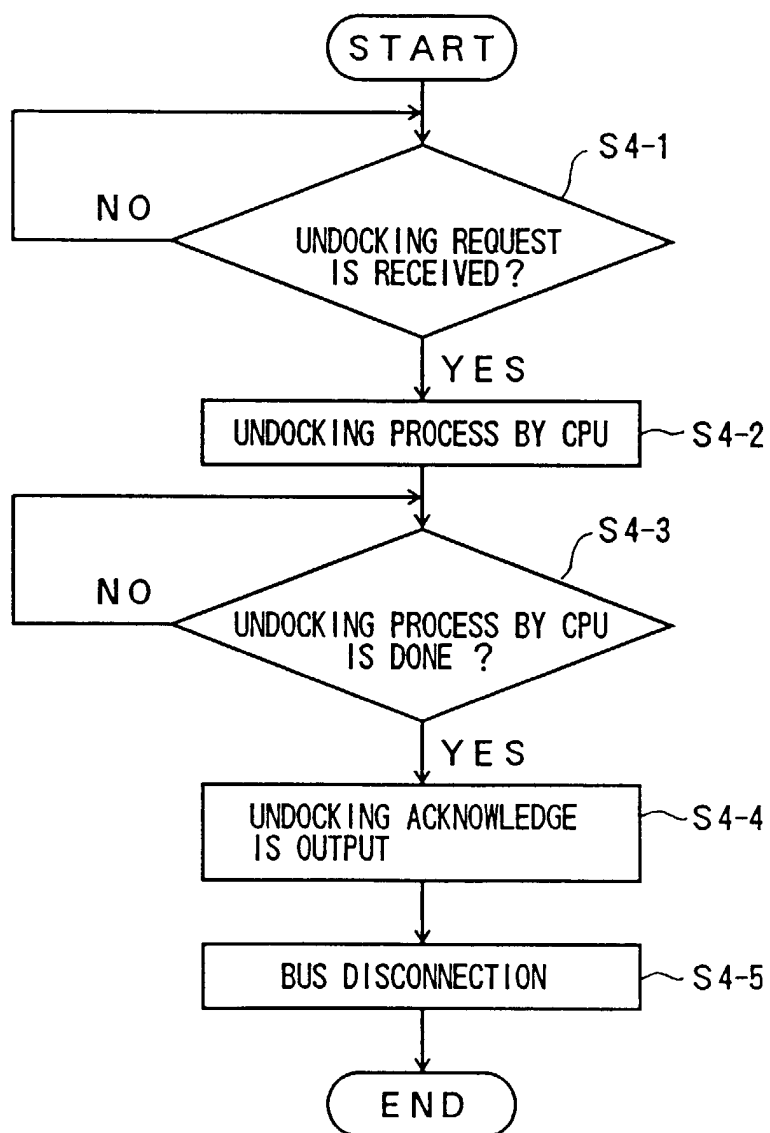 START
S4-1
NO
UNDOCKING REQUEST
IS RECEIVED?
YES
UNDOCKING PROCESS BY CPU
S4-2
S4-3
NO
UNDOCKING PROCESS BY CPU
IS DONE ?
YES
UNDOCKING ACKNOWLEDGE
IS OUTPUT
S4-4
BUS DISCONNECTION
S4-5
END